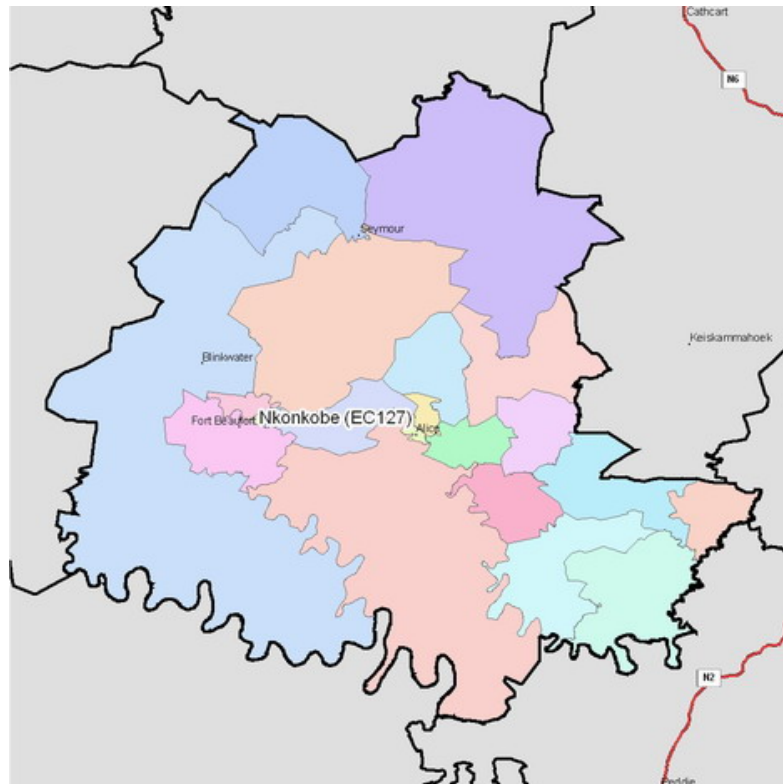 Cathcart
N6
Seymour
Keiskammahoek
Blinkwater
Fort Beaufort
Nkonkobe (EC127)
Alice
N2
Peddie